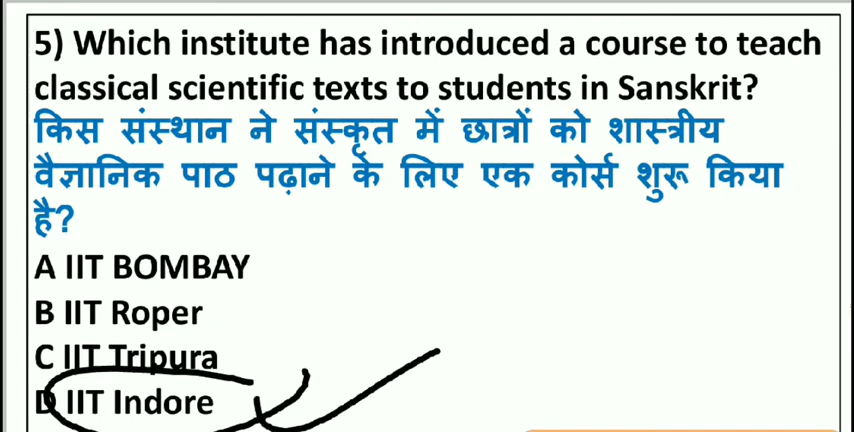 5) Which institute has introduced a course to teach
classical scientific texts to students in Sanskrit?
किस संस्थान ने संस्कृत में छात्रों को शास्त्रीय
वैज्ञानिक पाठ पढ़ाने के लिए एक कोर्स शुरू किया
है?
A IIT BOMBAY
B IIT Roper
C IIT Tripura
D IIT Indore